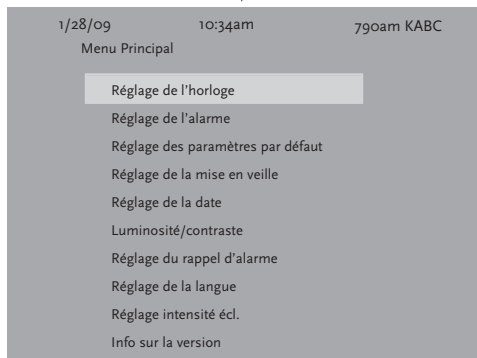 1/28/09 10:34am 790am KABC
Menu Principal
Réglage de l'horloge
Réglage de l'alarme
Réglage des paramètres par défaut
Réglage de la mise en veille
Réglage de la date
Luminosité/contraste
Réglage du rappel d'alarme
Réglage de la langue
Réglage intensité écl.
Info sur la version